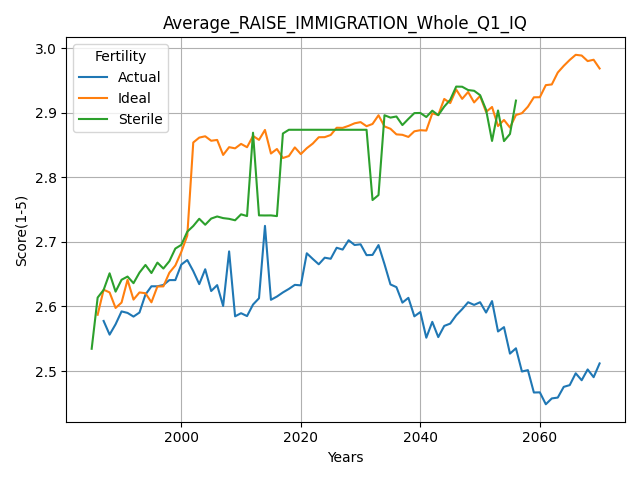 Average_RAISE_IMMIGRATION_Whole_Q1_IQ
Fertility
Actual
Ideal
Sterile
Score(1-5)
3.0
2.9
2.8
2.7
2.6
2.5
2000
2020
2040
2060
Years